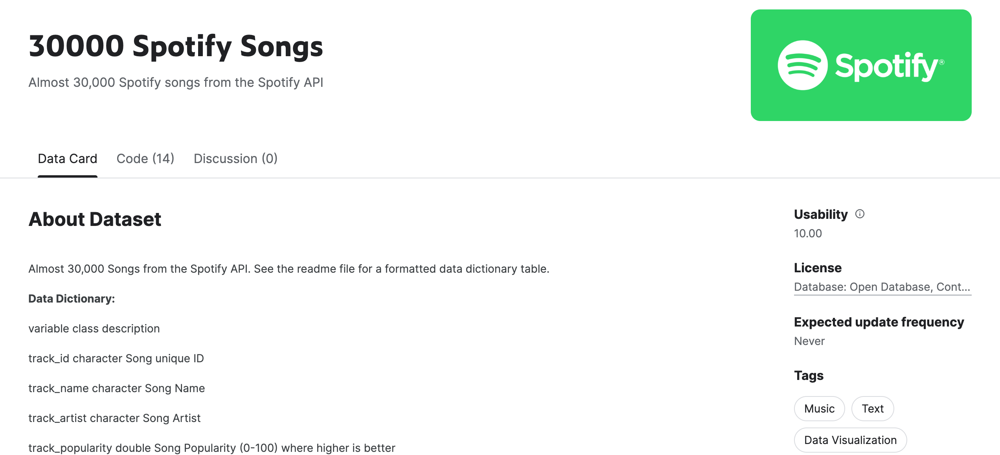 30000 Spotify Songs
Almost 30,000 Spotify songs from the Spotify API
Spotify®
Data Card
Code (14)
Discussion (0)
About Dataset
Almost 30,000 Songs from the Spotify API. See the readme file for a formatted data dictionary table.
Data Dictionary:
variable class description
track_id character Song unique ID
track_name character Song Name
track_artist character Song Artist
track_popularity double Song Popularity (0-100) where higher is better
Usability
10.00
License
Database: Open Database, Cont...
Expected update frequency
Never
Tags
Music
Text
Data Visualization